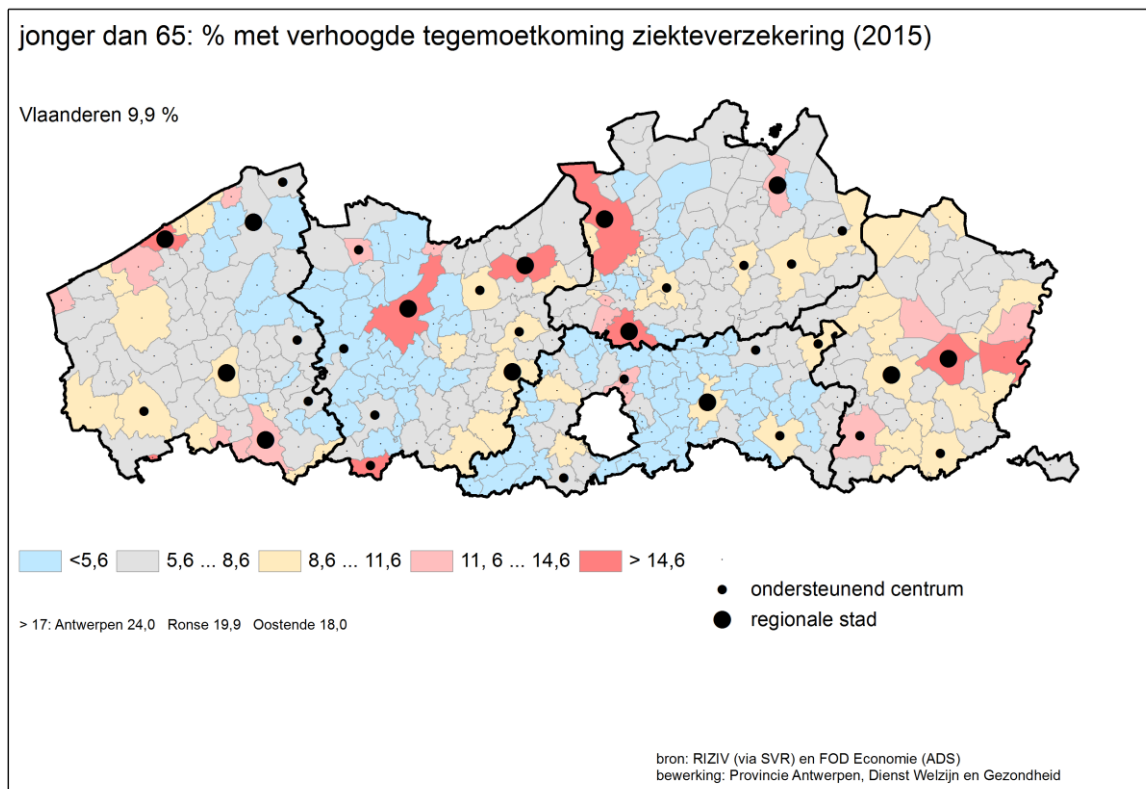 jonger dan 65: % met verhoogde tegemoetkoming ziekteverzekering (2015)
Vlaanderen 9,9 %
<5,6 5,6 ... 8,6 8,6 ... 11,6 11, 6 ... 14,6 > 14,6
ondersteunend centrum
regionale stad
> 17: Antwerpen 24,0 Ronse 19,9 Oostende 18,0
bron: RIZIV (via SVR) en FOD Economie (ADS)
bewerking: Provincie Antwerpen, Dienst Welzijn en Gezondheid